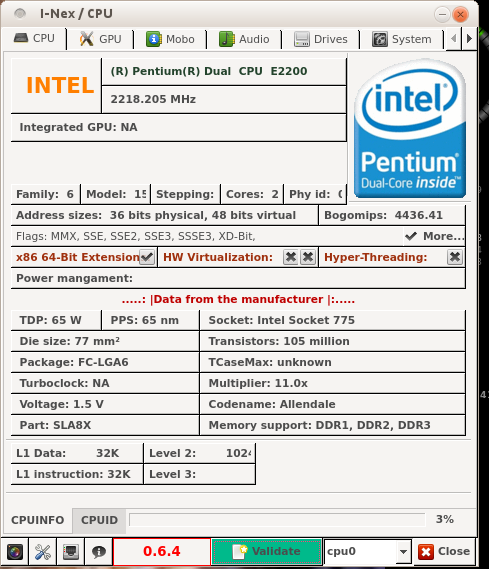 I-Nex / CPU
CPU GPU Mobo Audio Drives System
INTEL
(R) Pentium(R) Dual CPU E2200
2218.205 MHz
Integrated GPU: NA
intel
Pentium®
Dual-Core inside™
Family: 6 Model: 15 Stepping: Cores: 2 Phy id:
Address sizes: 36 bits physical, 48 bits virtual Bogomips: 4436.41
Flags: MMX, SSE, SSE2, SSE3, SSSE3, XD-Bit, More...
x86 64-Bit Extension HW Virtualization: Hyper-Threading:
Power mangament:
.....: |Data from the manufacturer |:.....
TDP: 65 W PPS: 65 nm Socket: Intel Socket 775
Die size: 77 mm² Transistors: 105 million
Package: FC-LGA6 TCaseMax: unknown
Turboclock: NA Multiplier: 11.0x
Voltage: 1.5 V Codename: Allendale
Part: SLA8X Memory support: DDR1, DDR2, DDR3
L1 Data: 32K Level 2:
L1 instruction: 32K Level 3:
CPUINFO CPUID 3%
0.6.4 Validate cpu0 Close